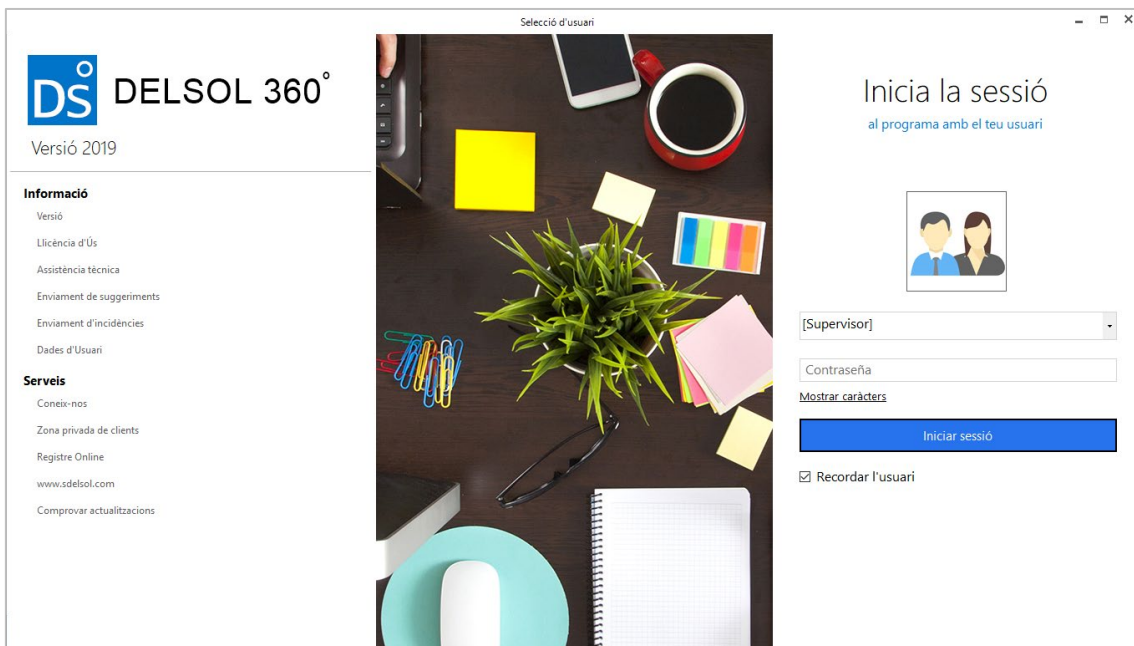 Selecció d'usuari
DS
DELSOL 360°
Versió 2019
Informació
Versió
Llicència d'Ús
Assistència tècnica
Enviament de suggeriments
Enviament d'incidències
Dades d'Usuari
Serveis
Coneix-nos
Zona privada de clients
Registre Online
www.sdelsol.com
Comprovar actualitzacions
Inicia la sessió
al programa amb el teu usuari
[Supervisor]
Contraseña
Mostrar caràcters
Iniciar sessió
Recordar l'usuari